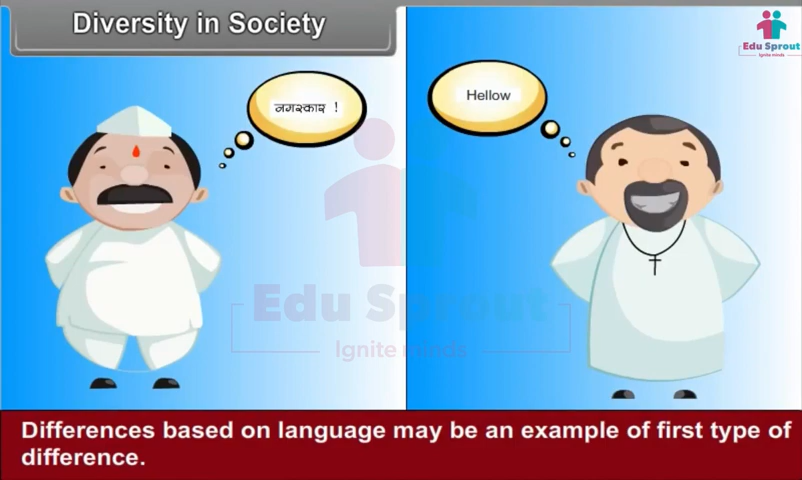 Diversity in Society
Edu Sprout
Ignite minds
नमस्कार !
Hellow
Edu Sprout
Ignite minds
Differences based on language may be an example of first type of
difference.